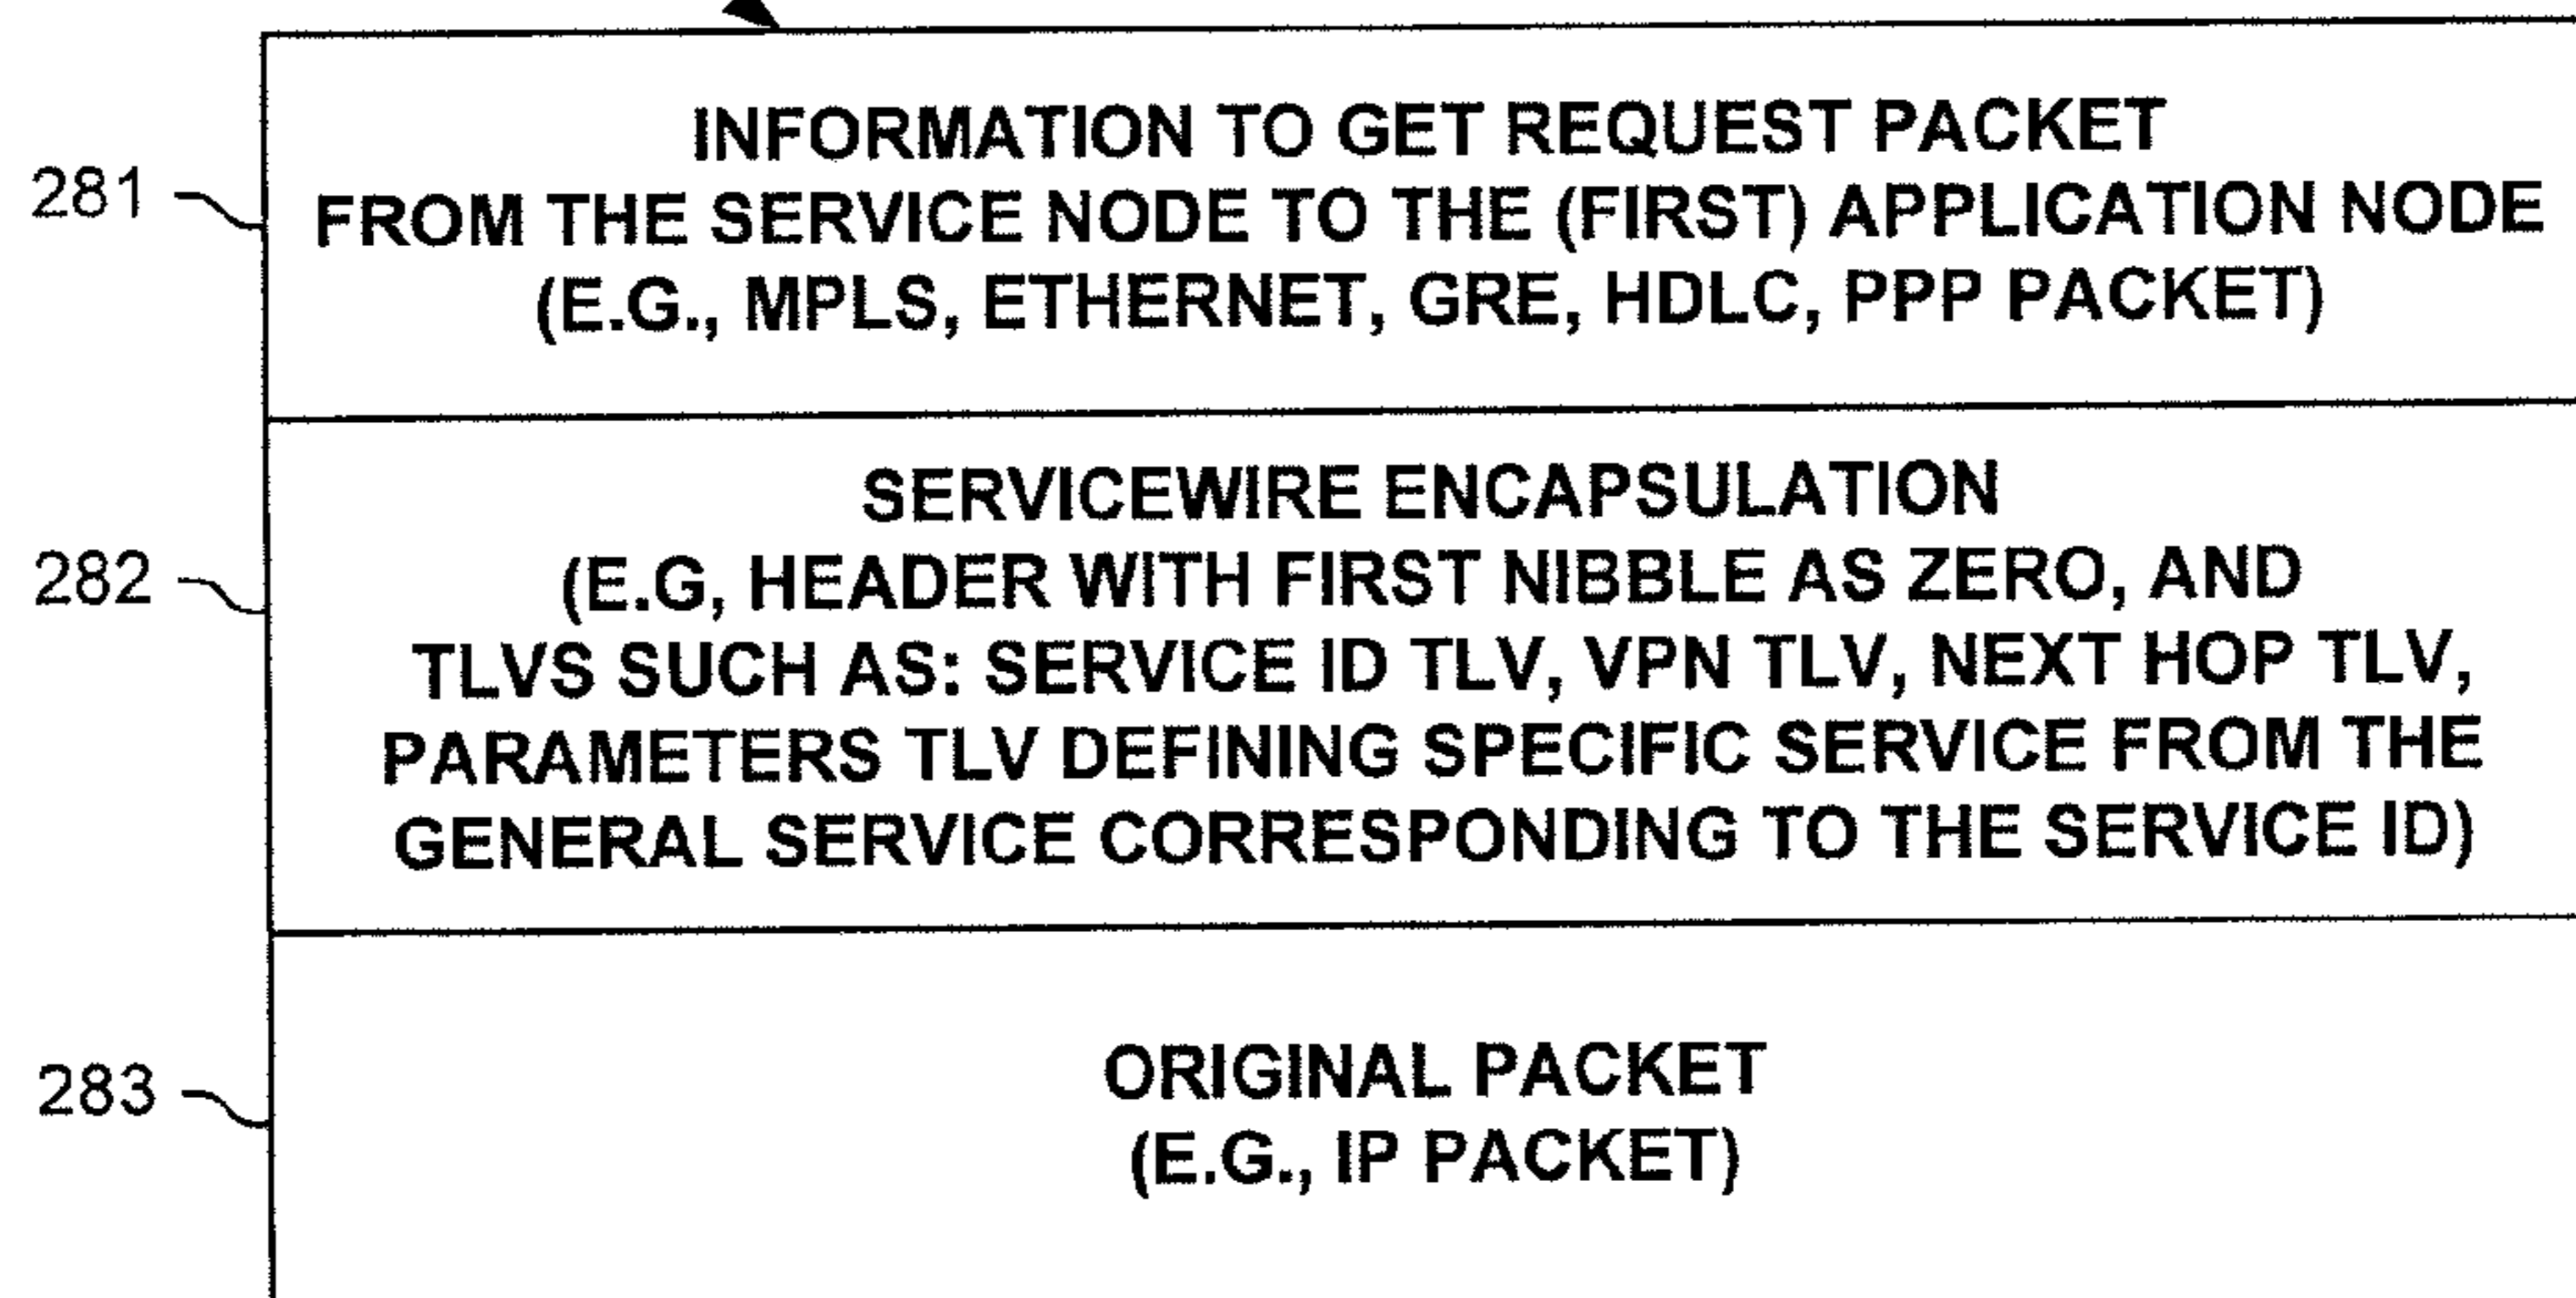 INFORMATION TO GET REQUEST PACKET
281
FROM THE SERVICE NODE TO THE (FIRST) APPLICATION NODE
(E.G., MPLS, ETHERNET, GRE, HDLC, PPP PACKET)
SERVICEWIRE ENCAPSULATION
282
(E.G, HEADER WITH FIRST NIBBLE AS ZERO, AND
TLVS SUCH AS: SERVICE ID TLV, VPN TLV, NEXT HOP TLV,
PARAMETERS TLV DEFINING SPECIFIC SERVICE FROM THE
GENERAL SERVICE CORRESPONDING TO THE SERVICE ID)
283
ORIGINAL PACKET
(E.G., IP PACKET)